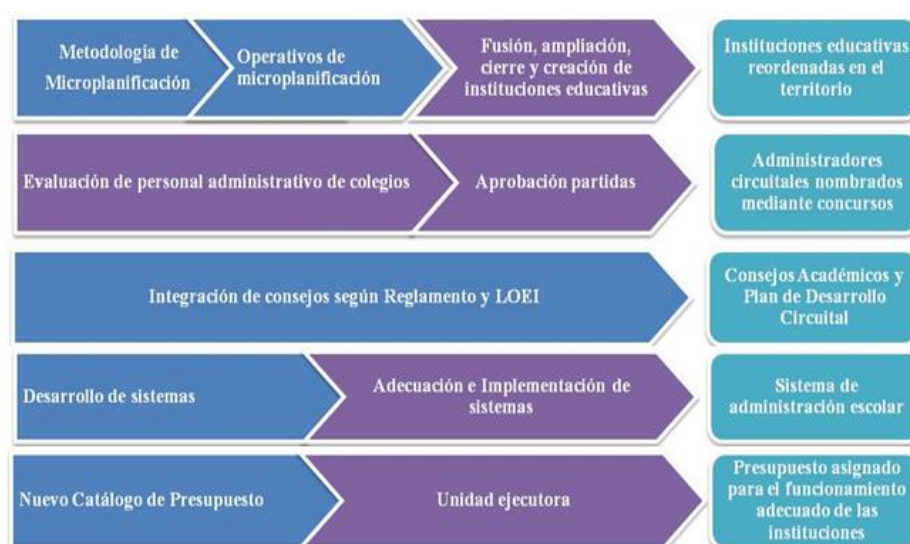 Metodología de
Microplanificación
Operativos de
microplanificación
Fusión, ampliación,
cierre y creación de
instituciones educativas
Instituciones educativas
reordenadas en el
territorio
Evaluación de personal administrativo de colegios
Aprobación partidas
Administradores
circuitales nombrados
mediante concursos
Integración de consejos según Reglamento y LOEI
Consejos Académicos y
Plan de Desarrollo
Circuital
Desarrollo de sistemas
Adecuación e Implementación de
sistemas
Sistema de
administración escolar
Nuevo Catálogo de Presupuesto
Unidad ejecutora
Presupuesto asignado
para el funcionamiento
adecuado de las
instituciones